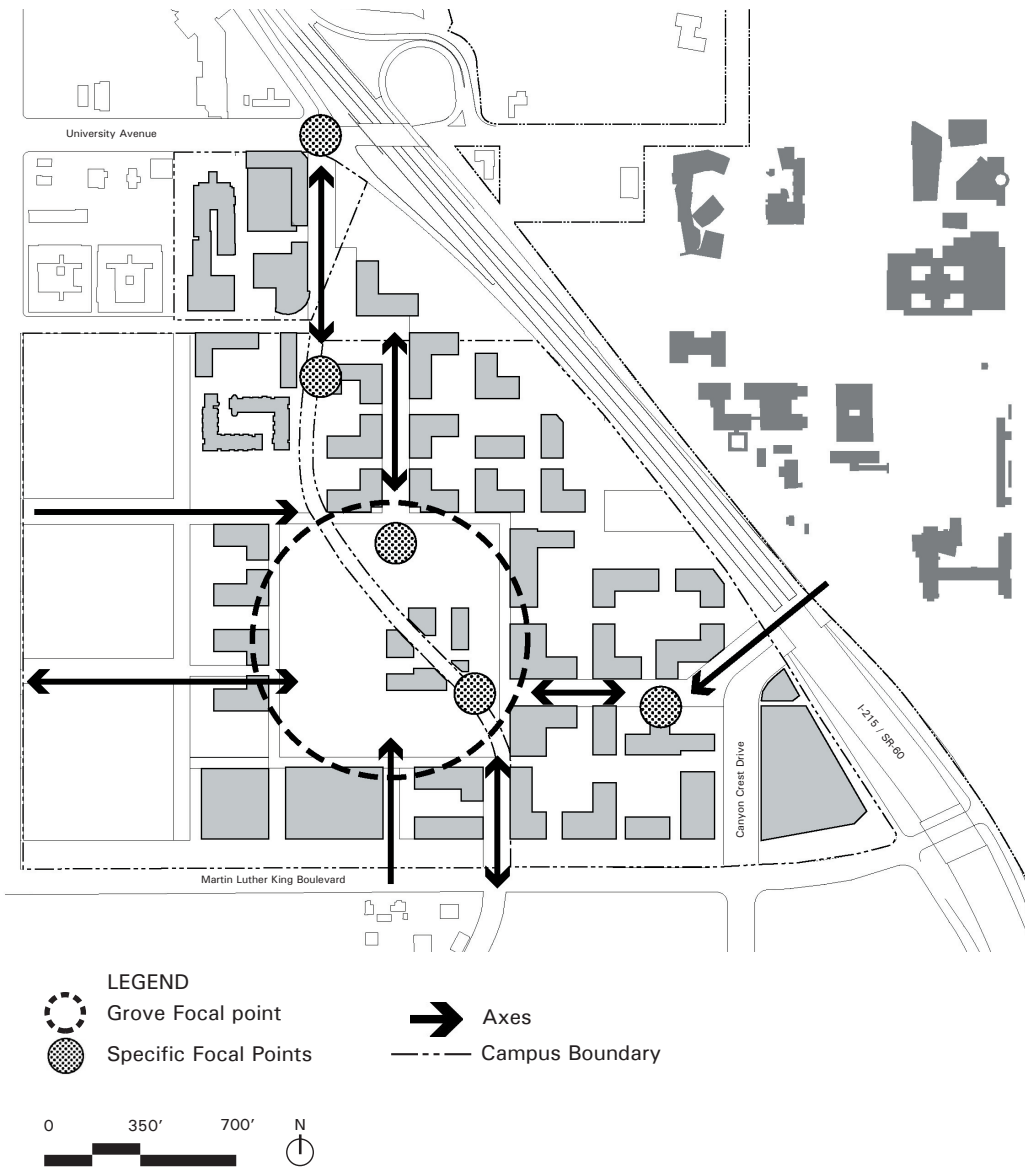 University Avenue
I-215 / SR-60
Canyon Crest Drive
Martin Luther King Boulevard
LEGEND
Grove Focal point
Axes
Specific Focal Points
Campus Boundary
0 350’ 700’ N